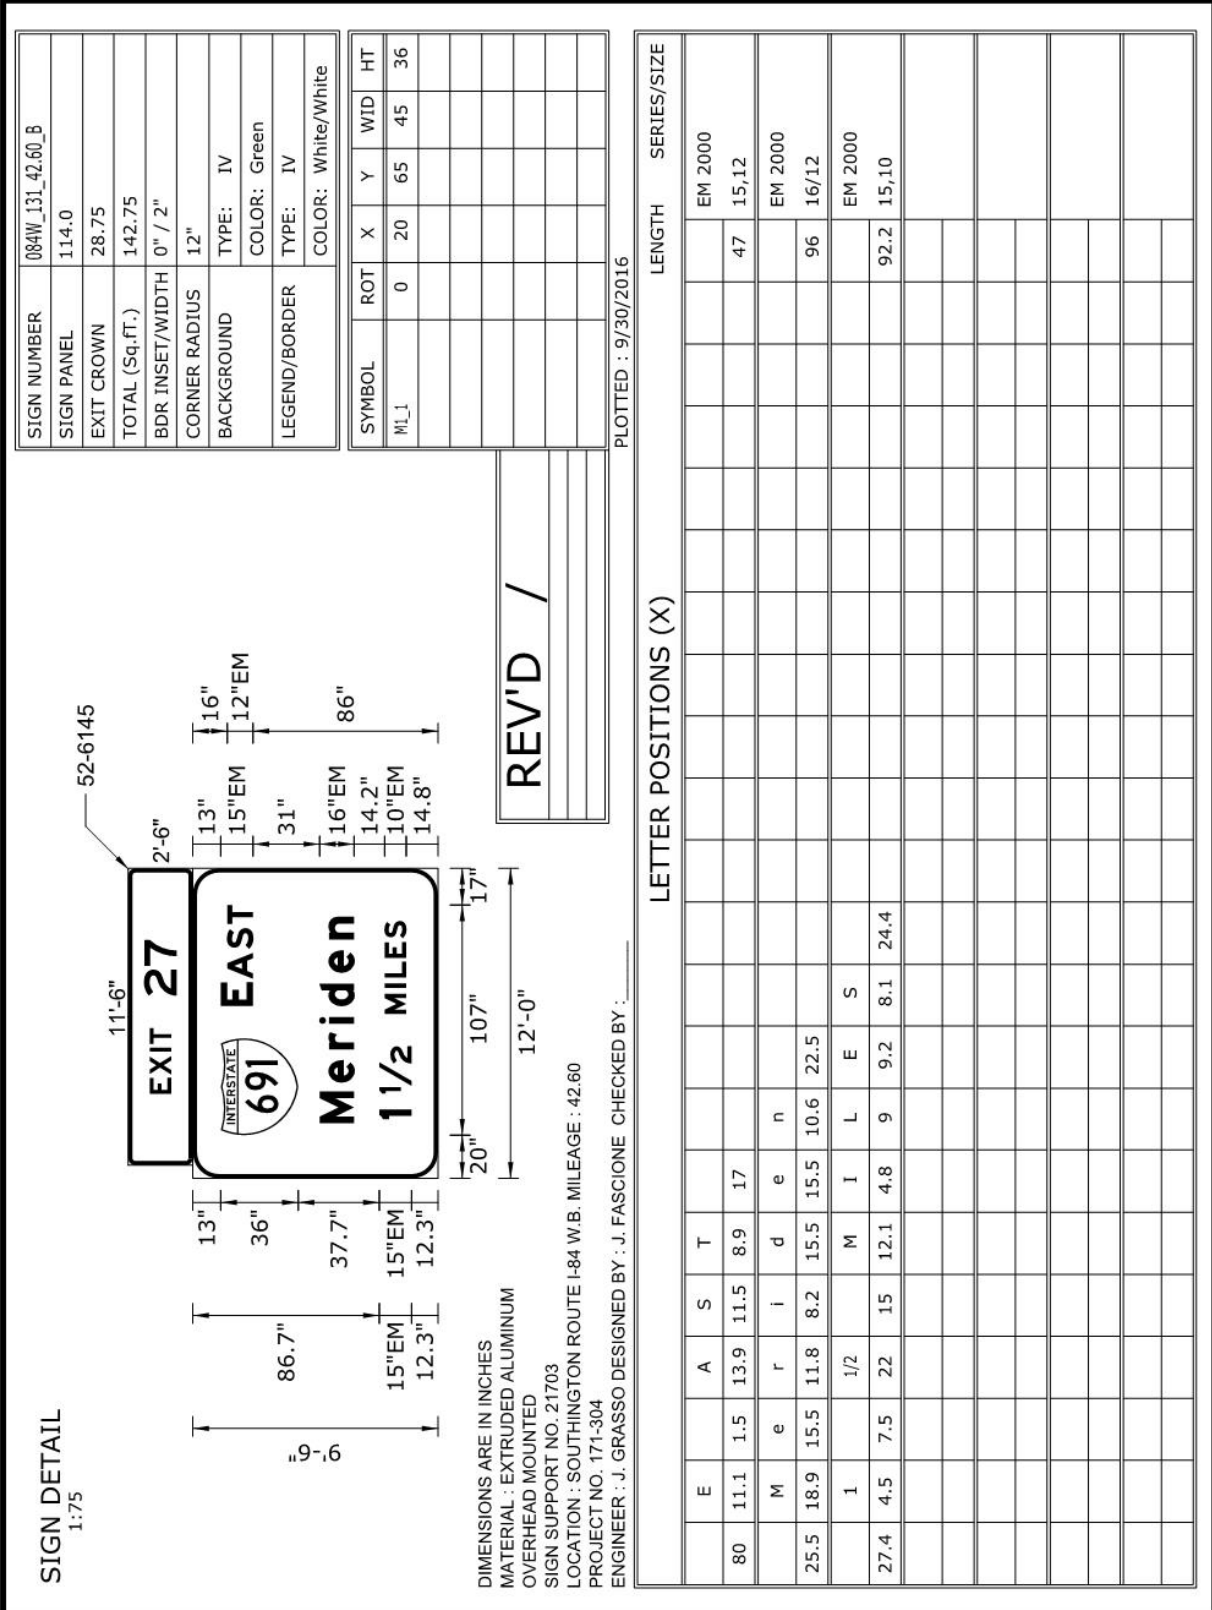 SIGN DETAIL
1:75
52-6145
11'-6"
2'-6"
EXIT 27
INTERSTATE
691
EAST
Meriden
1 1/2 MILES
13"
36"
37.7"
15"EM
12.3"
86.7"
15"EM
12.3"
9'-6"
13"
15"EM
31"
16"EM
14.2"
10"EM
14.8"
16"
12"EM
86"
20"
107"
17"
12'-0"
DIMENSIONS ARE IN INCHES
MATERIAL : EXTRUDED ALUMINUM
OVERHEAD MOUNTED
SIGN SUPPORT NO. 21703
LOCATION : SOUTHINGTON ROUTE I-84 W.B. MILEAGE : 42.60
PROJECT NO. 171-304
ENGINEER : J. GRASSO DESIGNED BY : J. FASCIONE CHECKED BY :
REV'D /
SIGN NUMBER 084W_131_42.60_B
SIGN PANEL 114.0
EXIT CROWN 28.75
TOTAL (Sq.fT.) 142.75
BDR INSET/WIDTH 0" / 2"
CORNER RADIUS 12"
BACKGROUND TYPE: IV
COLOR: Green
LEGEND/BORDER TYPE: IV
COLOR: White/White
SYMBOL ROT X Y WID HT
M1_1 0 20 65 45 36
PLOTTED : 9/30/2016
LETTER POSITIONS (X) LENGTH SERIES/SIZE
E A S T EM 2000
80 11.1 1.5 13.9 11.5 8.9 17 47 15,12
M e r i d e n EM 2000
25.5 18.9 15.5 11.8 8.2 15.5 15.5 10.6 22.5 96 16/12
1 1/2 M I L E S EM 2000
27.4 4.5 7.5 22 15 12.1 4.8 9 9.2 8.1 24.4 92.2 15,10